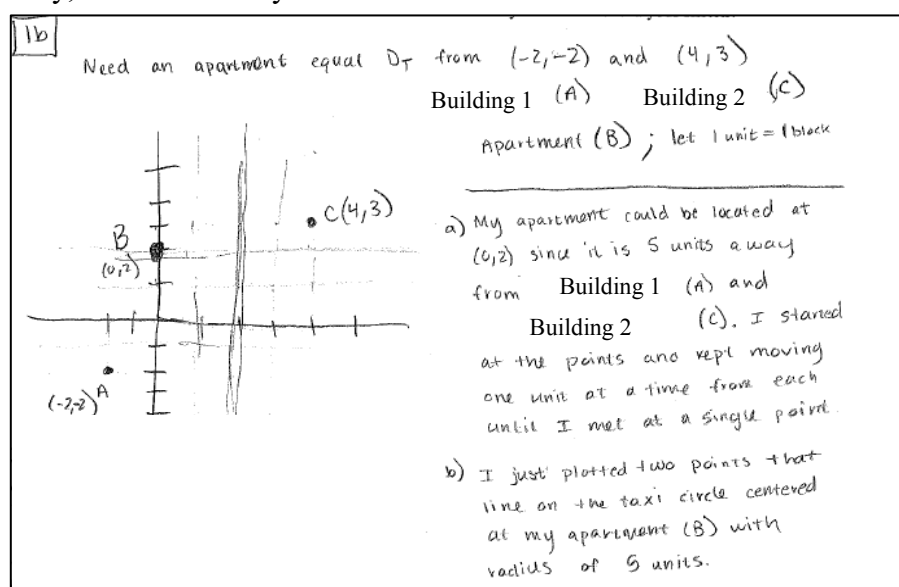 1b
Need an apartment equal D_T from (-2,-2) and (4,3)
Building 1 (A) Building 2 (C)
Apartment (B) ; let 1 unit = 1 block
C(4,3)
B
(0,2)
A
(-2,-2)
a) My apartment could be located at
(0,2) since it is 5 units away
from Building 1 (A) and
Building 2 (C). I started
at the points and kept moving
one unit at a time from each
until I met at a single point.
b) I just plotted two points that
line on the taxi circle centered
at my apartment (B) with
radius of 5 units.